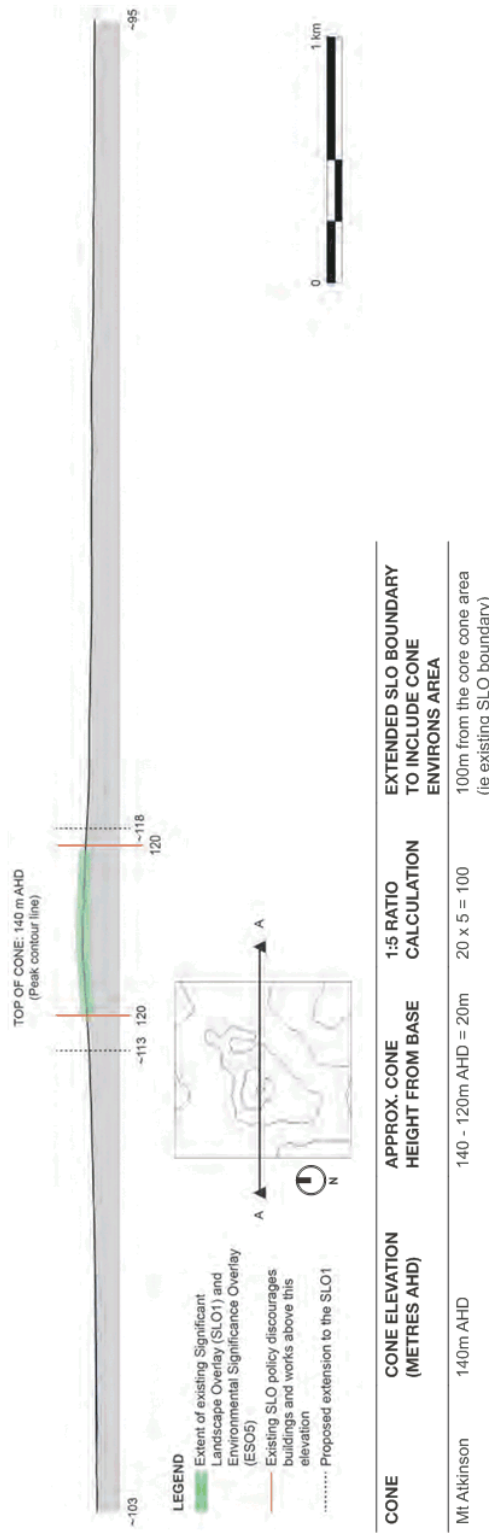 TOP OF CONE: 140 m AHD
(Peak contour line)
~103
~113
120
120
~118
~95
LEGEND
Extent of existing Significant
Landscape Overlay (SLO1) and
Environmental Significance Overlay
(ESO5)
Existing SLO policy discourages
buildings and works above this
elevation
Proposed extension to the SLO1
A
A
N
0
1 km
CONE
CONE ELEVATION
(METRES AHD)
APPROX. CONE
HEIGHT FROM BASE
1:5 RATIO
CALCULATION
EXTENDED SLO BOUNDARY
TO INCLUDE CONE
ENVIRONS AREA
Mt Atkinson
140m AHD
140 - 120m AHD = 20m
20 x 5 = 100
100m from the core cone area
(ie existing SLO boundary)